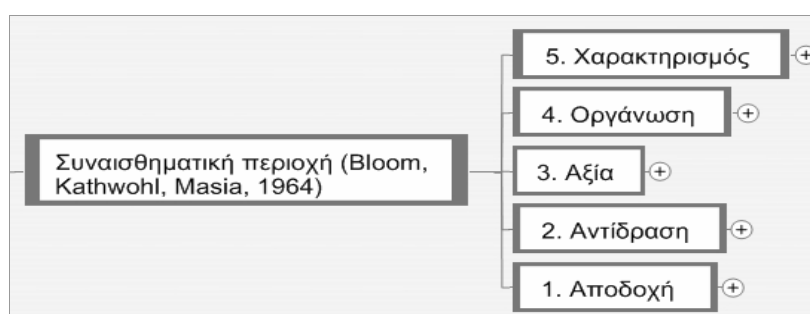 5. Χαρακτηρισμός
4. Οργάνωση
Συναισθηματική περιοχή (Bloom,
Kathwohl, Masia, 1964)
3. Αξία
2. Αντίδραση
1. Αποδοχή